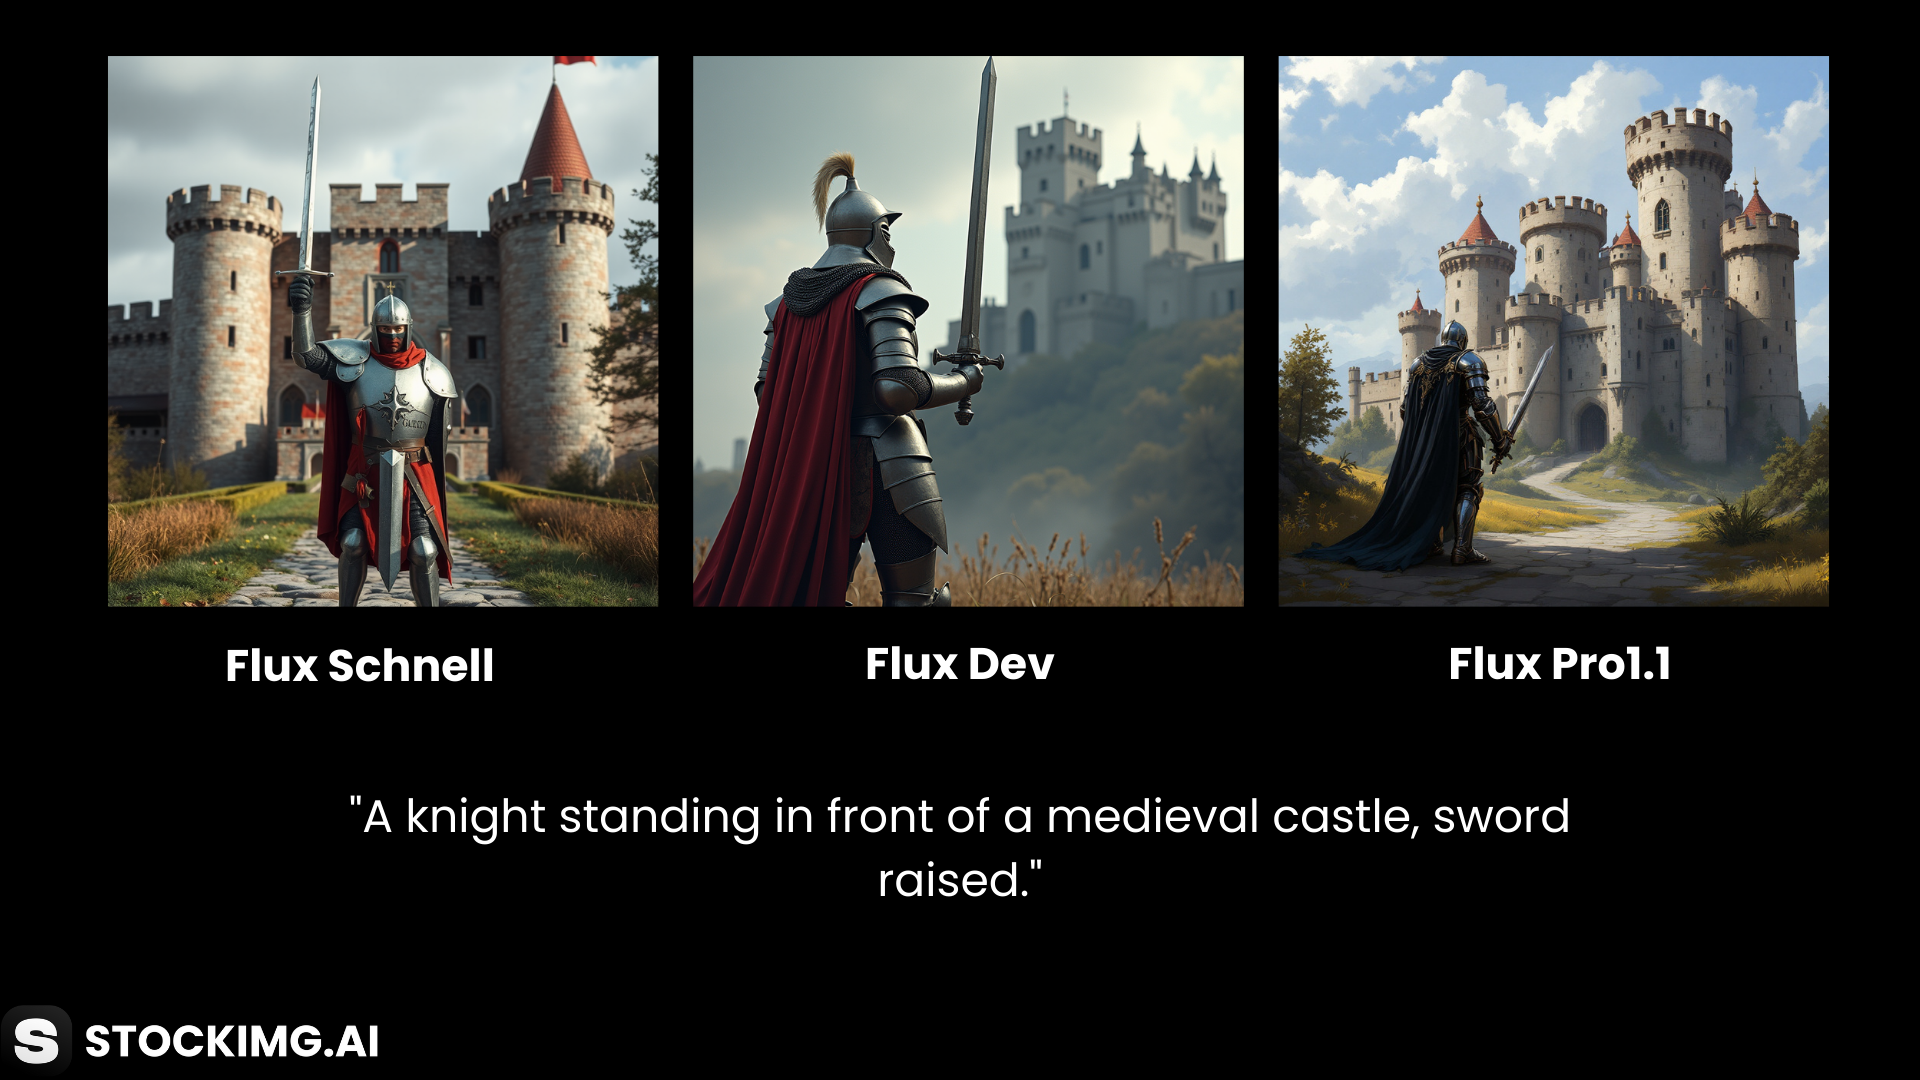 Flux Schnell
Flux Dev
Flux Pro1.1
"A knight standing in front of a medieval castle, sword
raised."
S STOCKIMG.AI